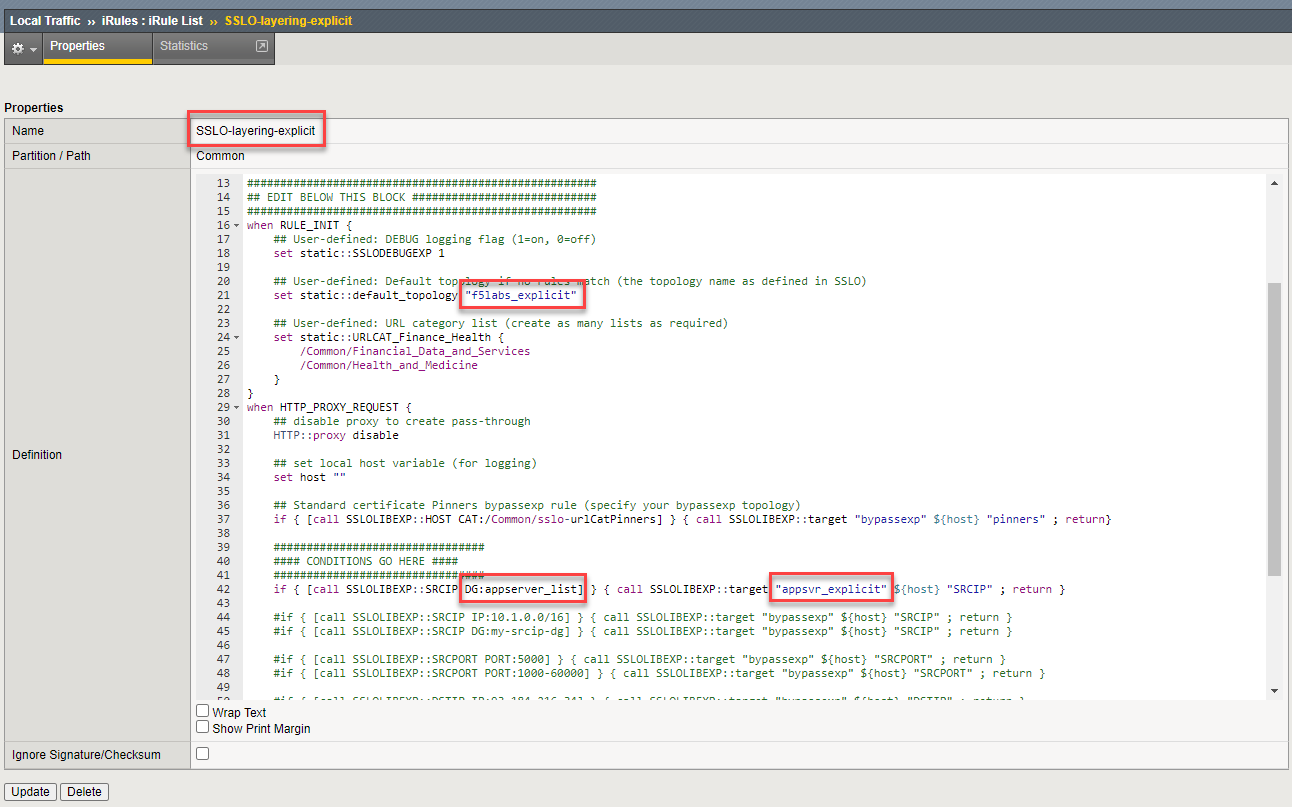 Local Traffic ›› iRules : iRule List ›› SSLO-layering-explicit
Properties
Statistics
Properties
Name
SSLO-layering-explicit
Partition / Path
Common
Definition
13 #####################################################
14 ## EDIT BELOW THIS BLOCK ############################
15 #####################################################
16 when RULE_INIT {
17 ## User-defined: DEBUG logging flag (1=on, 0=off)
18 set static::SSLODEBUGEXP 1
19
20 ## User-defined: Default topology if no rules match (the topology name as defined in SSLO)
21 set static::default_topology "f5labs_explicit"
22
23 ## User-defined: URL category list (create as many lists as required)
24 set static::URLCAT_Finance_Health {
25 /Common/Financial_Data_and_Services
26 /Common/Health_and_Medicine
27 }
28 }
29 when HTTP_PROXY_REQUEST {
30 ## disable proxy to create pass-through
31 HTTP::proxy disable
32
33 ## set local host variable (for logging)
34 set host ""
35
36 ## Standard certificate Pinners bypassexp rule (specify your bypassexp topology)
37 if { [call SSLOLIBEXP::HOST CAT:/Common/sslo-urlCatPinners] } { call SSLOLIBEXP::target "bypassexp" ${host} "pinners" ; return}
38
39 ################################
40 #### CONDITIONS GO HERE ####
41 ################################
42 if { [call SSLOLIBEXP::SRCIP DG:appserver_list] } { call SSLOLIBEXP::target "appsvr_explicit" ${host} "SRCIP" ; return }
43
44 #if { [call SSLOLIBEXP::SRCIP IP:10.1.0.0/16] } { call SSLOLIBEXP::target "bypassexp" ${host} "SRCIP" ; return }
45 #if { [call SSLOLIBEXP::SRCIP DG:my-srcip-dg] } { call SSLOLIBEXP::target "bypassexp" ${host} "SRCIP" ; return }
46
47 #if { [call SSLOLIBEXP::SRCPORT PORT:5000] } { call SSLOLIBEXP::target "bypassexp" ${host} "SRCPORT" ; return }
48 #if { [call SSLOLIBEXP::SRCPORT PORT:1000-60000] } { call SSLOLIBEXP::target "bypassexp" ${host} "SRCPORT" ; return }
49
Wrap Text
Show Print Margin
Ignore Signature/Checksum
Update
Delete